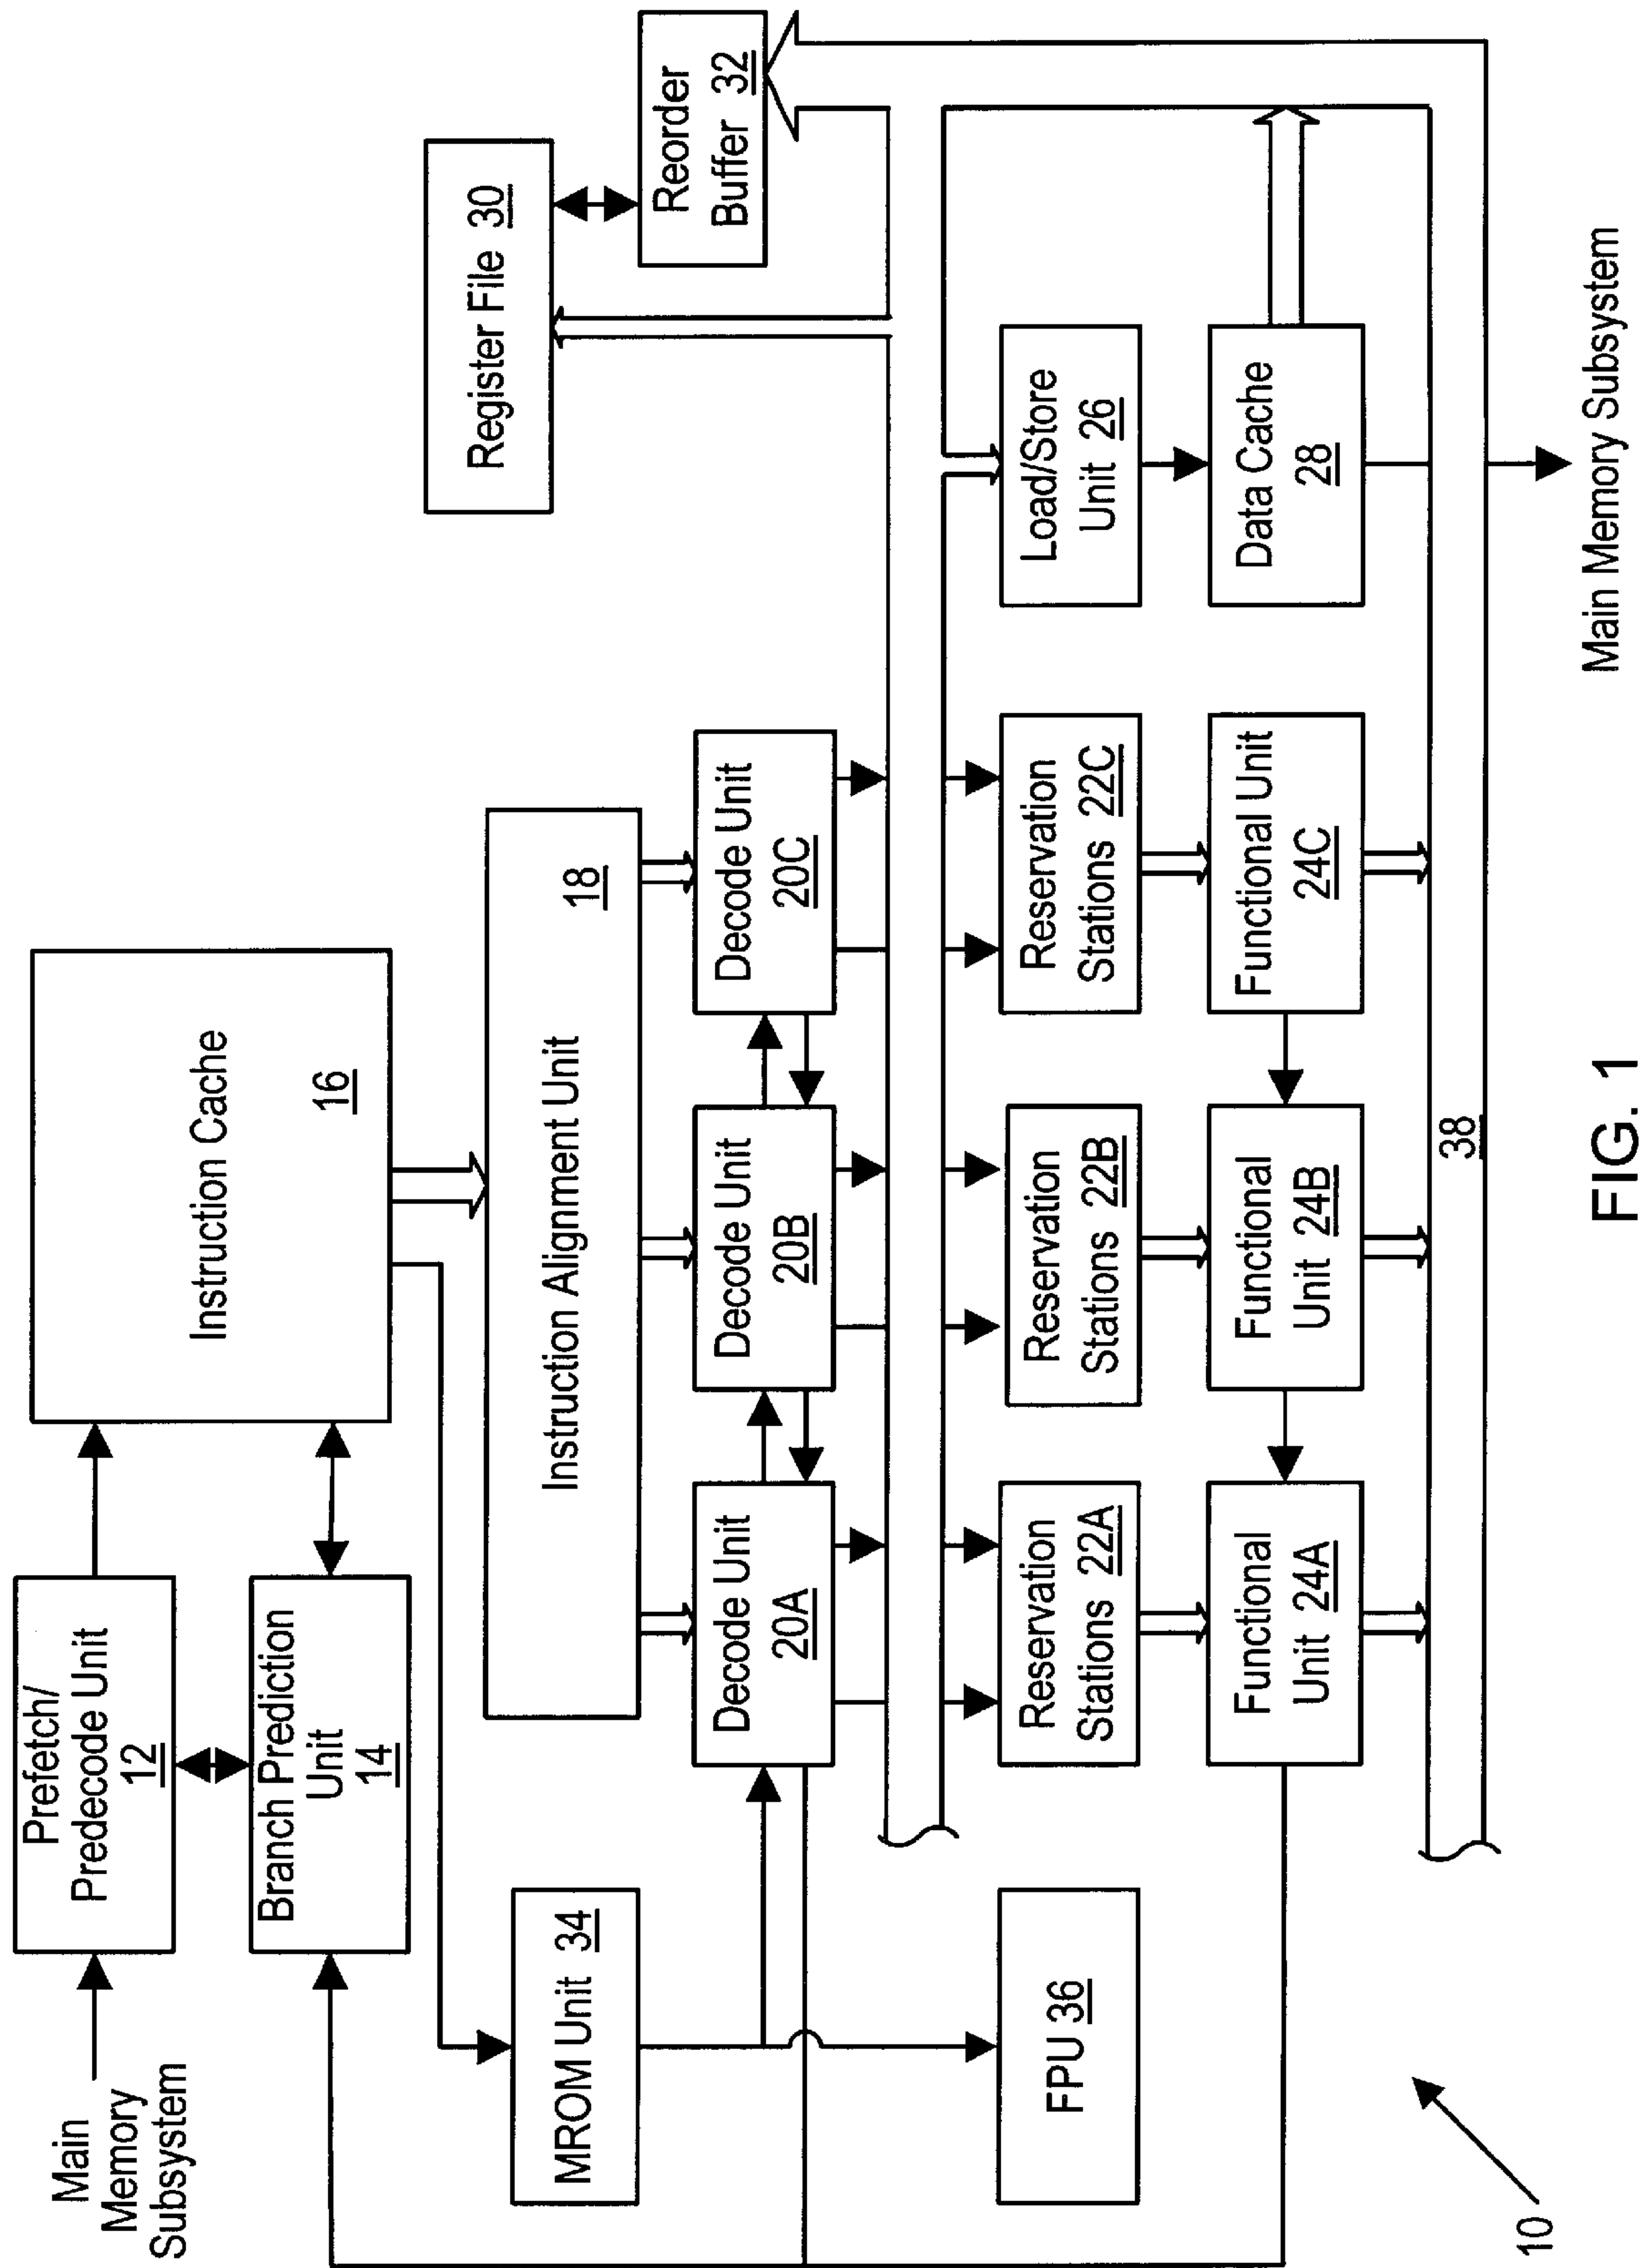 Main
Memory
Subsystem
Prefetch/
Predecode Unit
12
Branch Prediction
Unit
14
Instruction Cache
16
Register File 30
Reorder
Buffer 32
MROM Unit 34
Instruction Alignment Unit
18
Decode Unit
20A
Decode Unit
20B
Decode Unit
20C
FPU 36
Reservation
Stations 22A
Reservation
Stations 22B
Reservation
Stations 22C
Load/Store
Unit 26
Functional
Unit 24A
Functional
Unit 24B
Functional Unit
24C
Data Cache
28
38
10
Main Memory Subsystem
FIG. 1